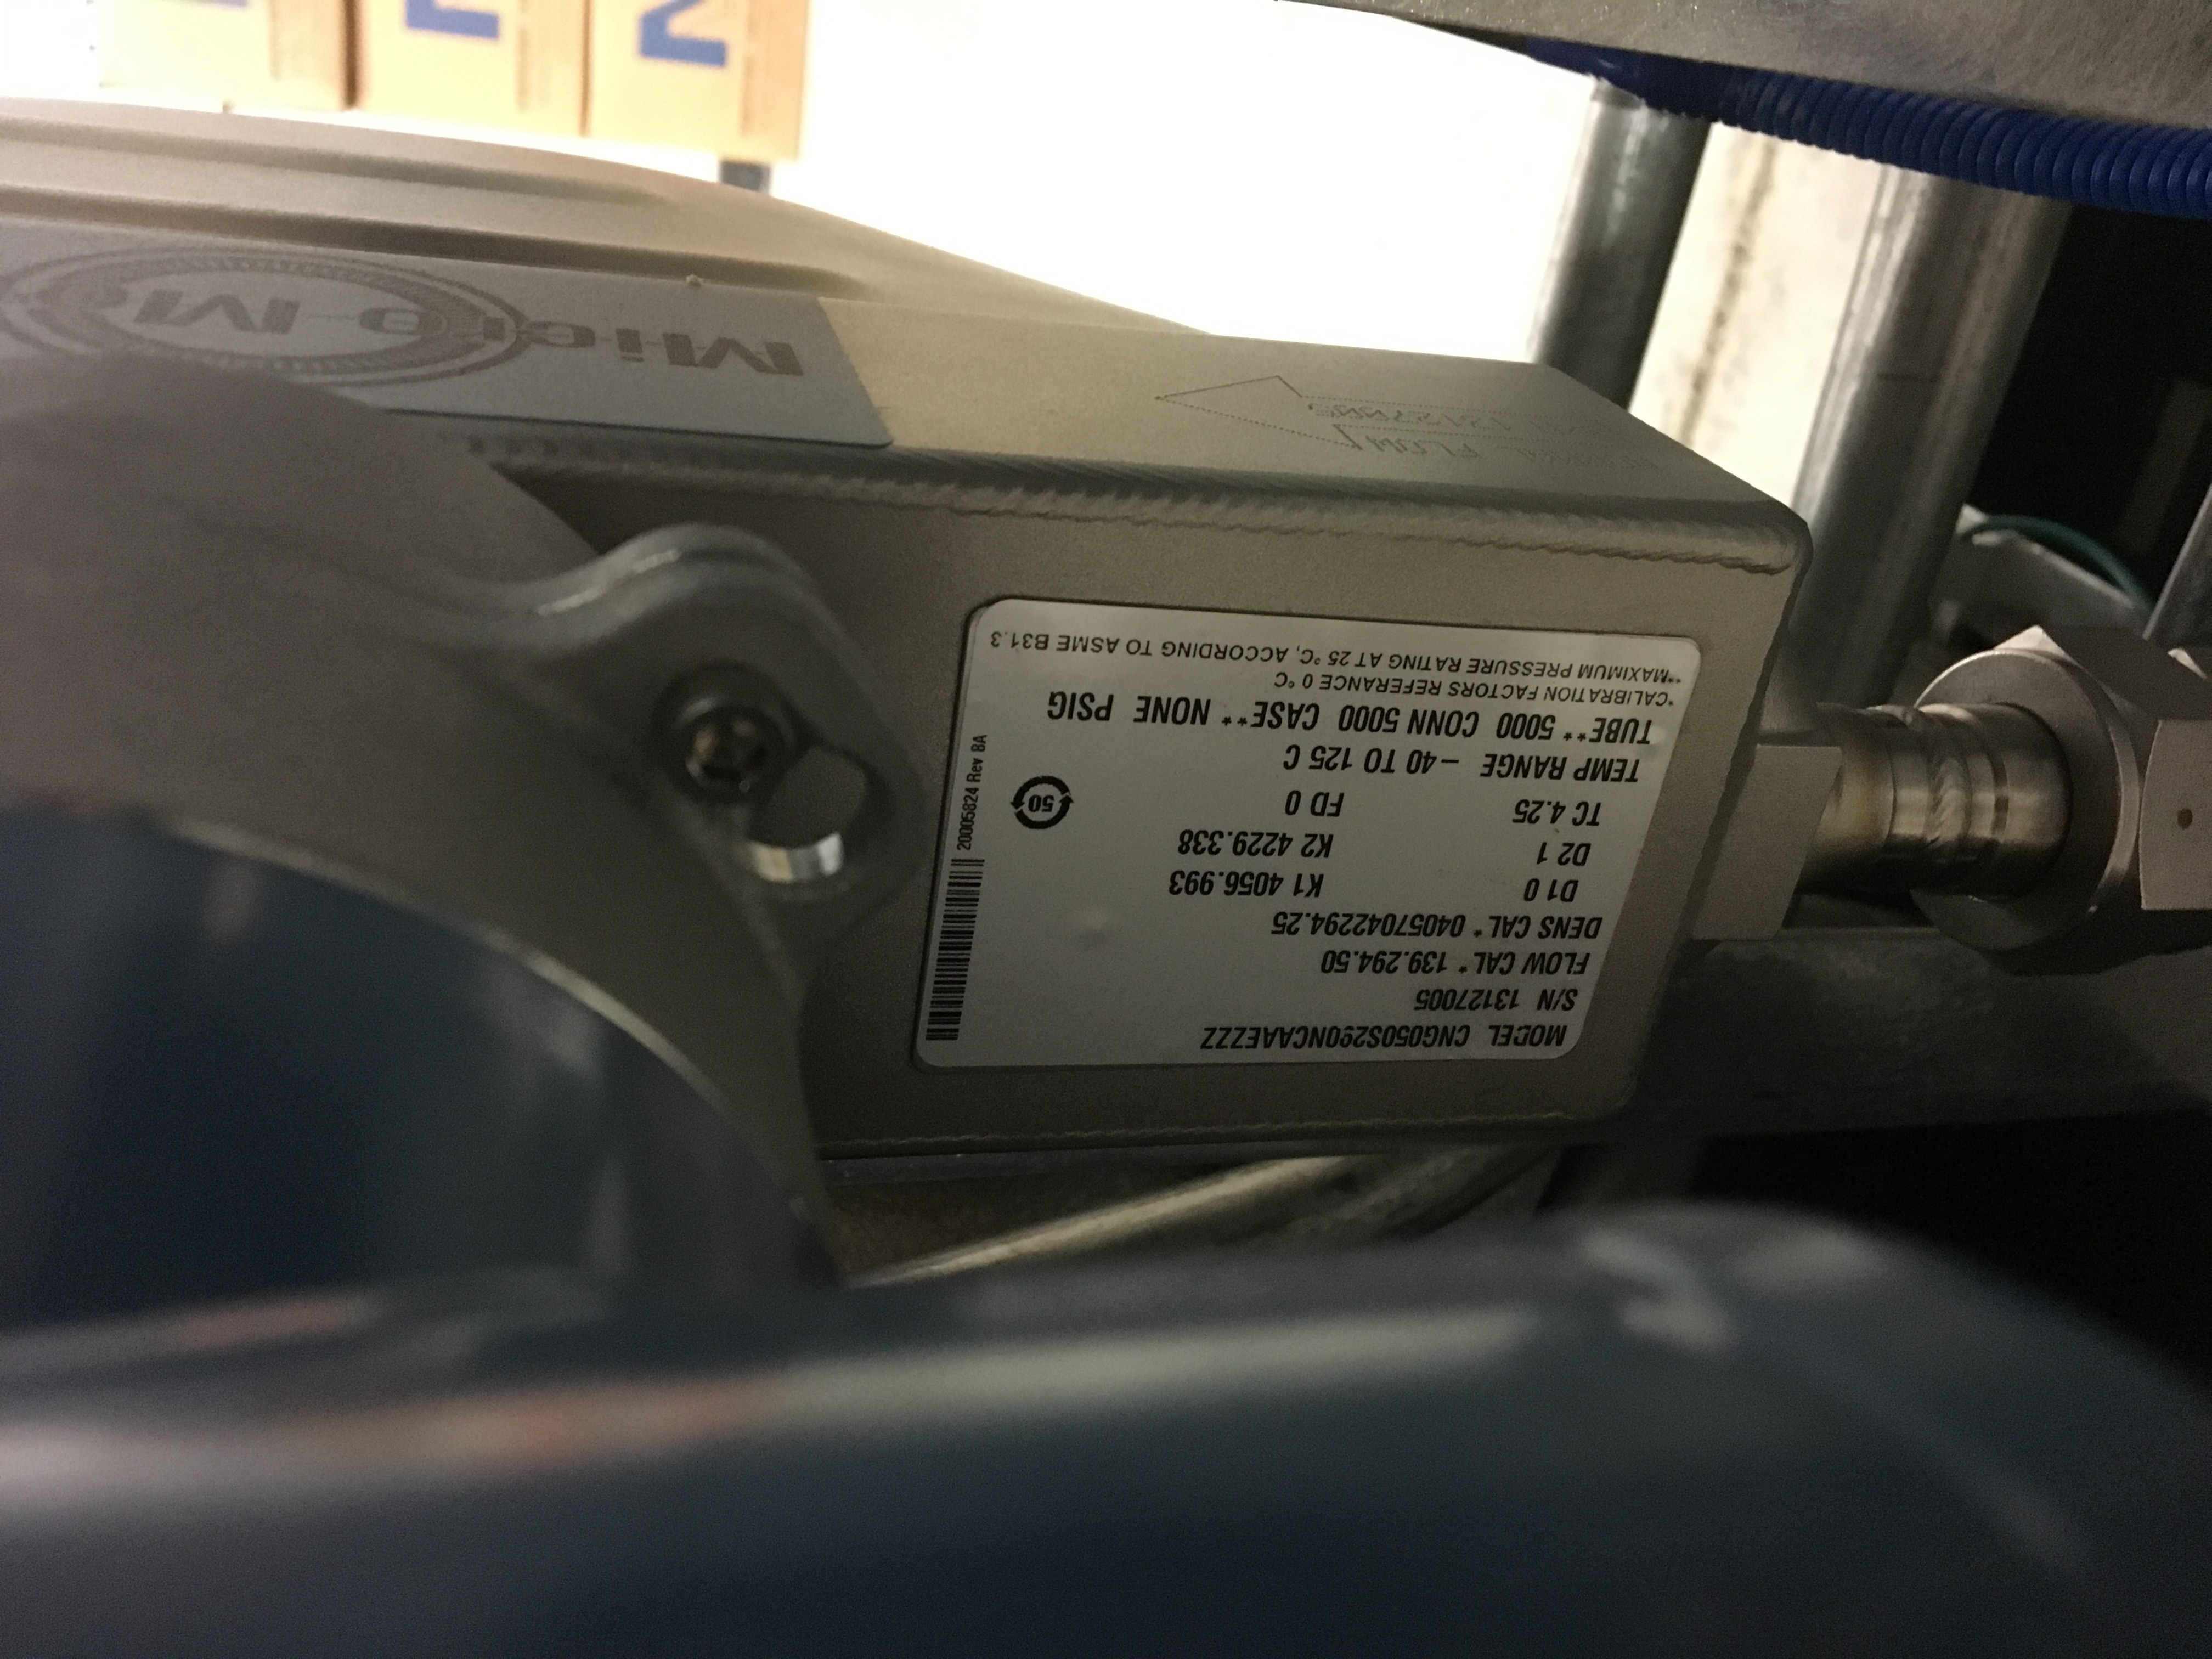 MODEL CNG050S290NCAAEZZZ
S/N 13127005
FLOW CAL* 139.294.50
DENS CAL* 04057042294.25
D1 0 K1 4056.993
D2 1 K2 4229.338
TC 4.25 FD 0
TEMP RANGE -40 TO 125 C
TUBE** 5000 CONN 5000 CASE** NONE PSIG
*CALIBRATION FACTORS REFERANCE 0 °C
**MAXIMUM PRESSURE RATING AT 25 °C, ACCORDING TO ASME B31.3
50
20005824 Rev BA
FLOW
Micro M